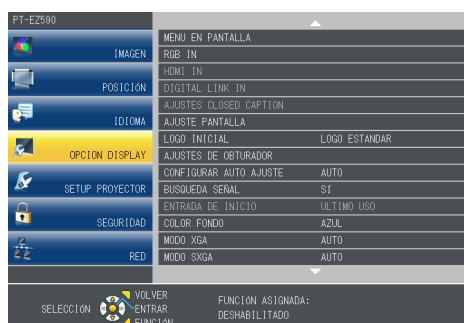 PT-EZ590
IMAGEN
POSICIÓN
IDIOMA
OPCION DISPLAY
SETUP PROYECTOR
SEGURIDAD
RED
MENU EN PANTALLA
RGB IN
HDMI IN
DIGITAL LINK IN
AJUSTES CLOSED CAPTION
AJUSTE PANTALLA
LOGO INICIAL LOGO ESTANDAR
AJUSTES DE OBTURADOR
CONFIGURAR AUTO AJUSTE AUTO
BUSQUEDA SEÑAL SÍ
ENTRADA DE INICIO ULTIMO USO
COLOR FONDO AZUL
MODO XGA AUTO
MODO SXGA AUTO
SELECCIÓN
VOLVER
ENTRAR
FUNCIÓN
FUNCIÓN ASIGNADA:
DESHABILITADO